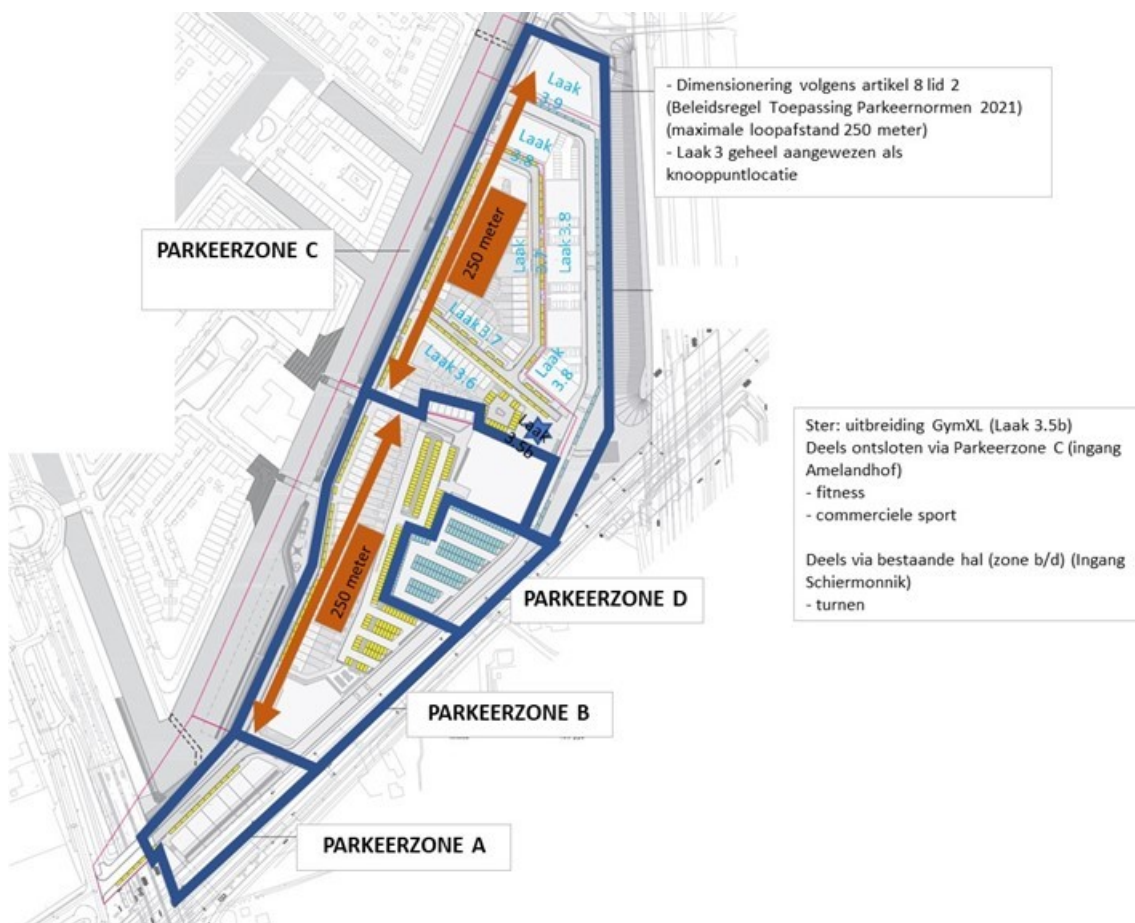 - Dimensionering volgens artikel 8 lid 2
(Beleidsregel Toepassing Parkeernormen 2021)
(maximale loopafstand 250 meter)
- Laak 3 geheel aangewezen als
knooppuntlocatie
Laak
3.9
Laak
3.8
PARKEERZONE C
250 meter
Laak
3.7
Laak 3.8
Laak 3.7
Laak 3.6
Laak
3.8
Laak
3.5b
Ster: uitbreiding GymXL (Laak 3.5b)
Deels ontsloten via Parkeerzone C (ingang
Amelandhof)
- fitness
- commerciele sport
Deels via bestaande hal (zone b/d) (Ingang
Schiermonnik)
- turnen
250 meter
PARKEERZONE D
PARKEERZONE B
PARKEERZONE A